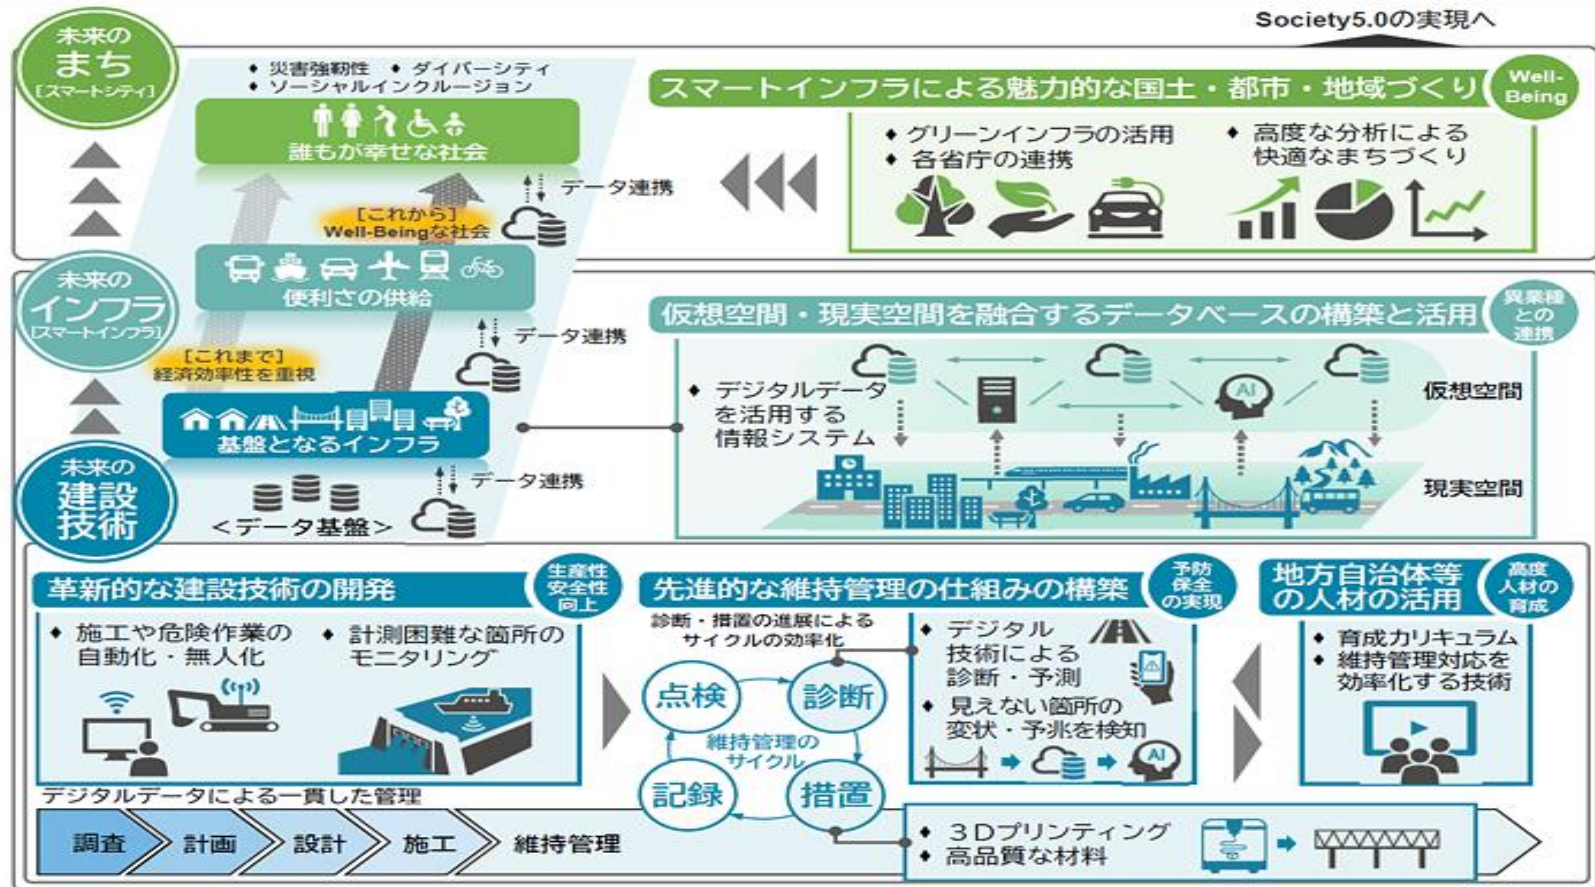 Society5.0の実現へ
未来の
まち
[スマートシティ]
♦ 災害強靭性 ♦ ダイバーシティ
♦ ソーシャルインクルージョン
誰もが幸せな社会
データ連携
[これから]
Well-Beingな社会
スマートインフラによる魅力的な国土・都市・地域づくり
Well-
Being
♦ グリーンインフラの活用
♦ 各省庁の連携
♦ 高度な分析による
快適なまちづくり
未来の
インフラ
[スマートインフラ]
便利さの供給
データ連携
[これまで]
経済効率性を重視
基盤となるインフラ
データ連携
<データ基盤>
仮想空間・現実空間を融合するデータベースの構築と活用
異業種
との
連携
♦ デジタルデータ
を活用する
情報システム
AI
仮想空間
現実空間
未来の
建設
技術
革新的な建設技術の開発
生産性
安全性
向上
♦ 施工や危険作業の
自動化・無人化
♦ 計測困難な箇所の
モニタリング
先進的な維持管理の仕組みの構築
予防
保全
の実現
診断・措置の進展による
サイクルの効率化
点検
診断
維持管理の
サイクル
記録
措置
♦ デジタル
技術による
診断・予測
♦ 見えない箇所の
変状・予兆を検知
AI
地方自治体等
の人材の活用
高度
人材の
育成
♦ 育成カリキュラム
♦ 維持管理対応を
効率化する技術
デジタルデータによる一貫した管理
調査
計画
設計
施工
維持管理
♦ 3Dプリンティング
♦ 高品質な材料